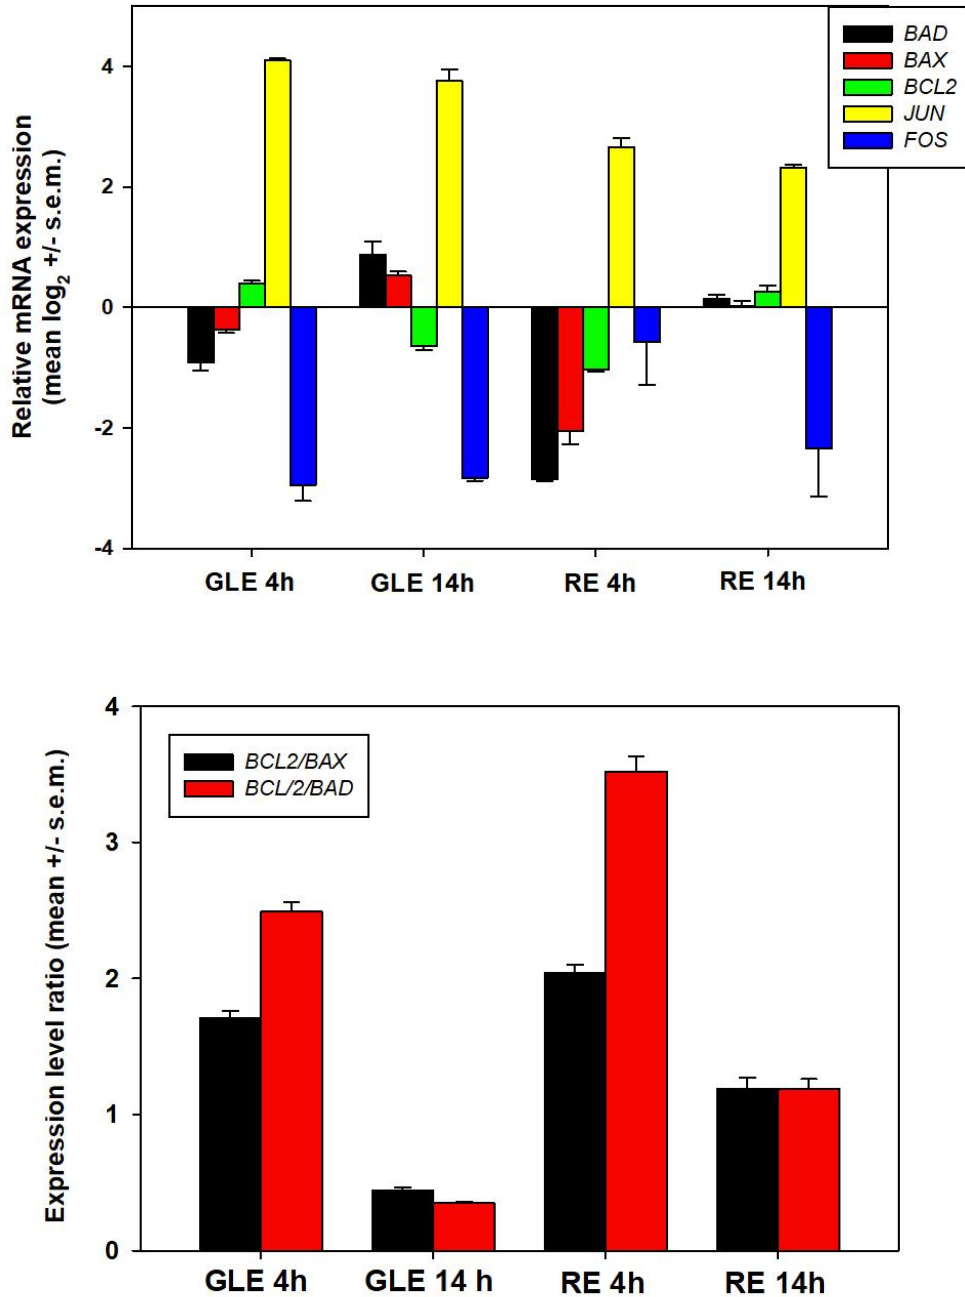 Relative mRNA expression
(mean log2 +/- s.e.m.)
4
2
0
-2
-4
BAD
BAX
BCL2
JUN
FOS
GLE 4h
GLE 14h
RE 4h
RE 14h
Expression level ratio (mean +/- s.e.m.)
4
3
2
1
0
BCL2/BAX
BCL/2/BAD
GLE 4h
GLE 14 h
RE 4h
RE 14h